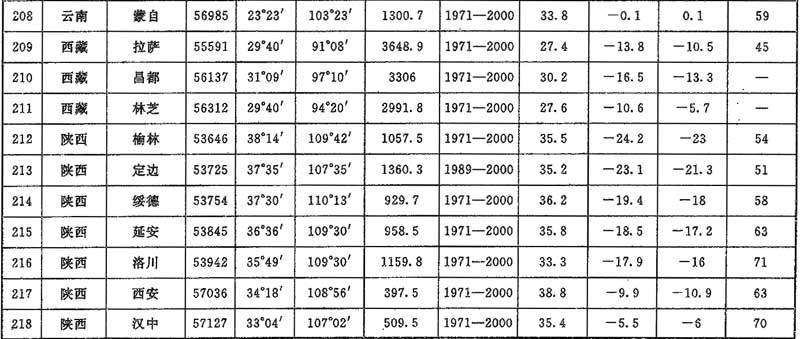 208 云南 蒙自 56985 23°23′ 103°23′ 1300.7 1971—2000 33.8 -0.1 0.1 59
209 西藏 拉萨 55591 29°40′ 91°08′ 3648.9 1971—2000 27.4 -13.8 -10.5 45
210 西藏 昌都 56137 31°09′ 97°10′ 3306 1971—2000 30.2 -16.5 -13.3 —
211 西藏 林芝 56312 29°40′ 94°20′ 2991.8 1971—2000 27.6 -10.6 -5.7 —
212 陕西 榆林 53646 38°14′ 109°42′ 1057.5 1971—2000 35.5 -24.2 -23 54
213 陕西 定边 53725 37°35′ 107°35′ 1360.3 1989—2000 35.2 -23.1 -21.3 51
214 陕西 绥德 53754 37°30′ 110°13′ 929.7 1971—2000 36.2 -19.4 -18 58
215 陕西 延安 53845 36°36′ 109°30′ 958.5 1971—2000 35.8 -18.5 -17.2 63
216 陕西 洛川 53942 35°49′ 109°30′ 1159.8 1971—2000 33.3 -17.9 -16 71
217 陕西 西安 57036 34°18′ 108°56′ 397.5 1971—2000 38.8 -9.9 -10.9 63
218 陕西 汉中 57127 33°04′ 107°02′ 509.5 1971—2000 35.4 -5.5 -6 70